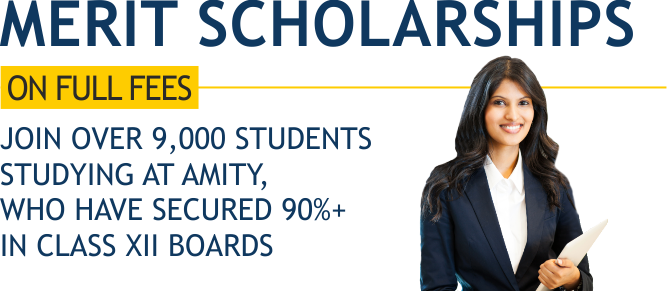 MERIT SCHOLARSHIPS
ON FULL FEES
JOIN OVER 9,000 STUDENTS
STUDYING AT AMITY,
WHO HAVE SECURED 90%+
IN CLASS XII BOARDS